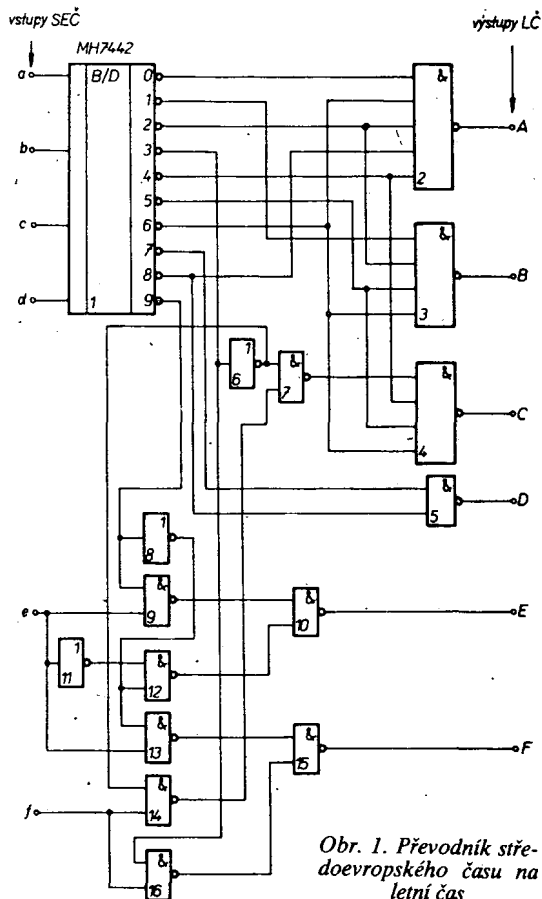 vstupy SEČ
výstupy LČ
MH7442
B/D
a
b
c
d
1
0
1
2
3
4
5
6
7
8
9
&
2
A
&
3
B
1
6
&
7
&
4
C
&
5
D
1
8
e
&
9
&
10
E
1
11
&
12
&
13
&
15
F
f
&
14
&
16
Obr. 1. Převodník stře-
doevropského času na
letní čas